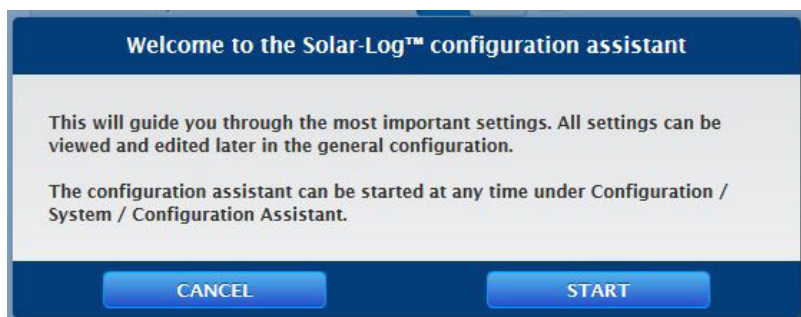 Welcome to the Solar-Log™ configuration assistant
This will guide you through the most important settings. All settings can be
viewed and edited later in the general configuration.
The configuration assistant can be started at any time under Configuration /
System / Configuration Assistant.
CANCEL
START